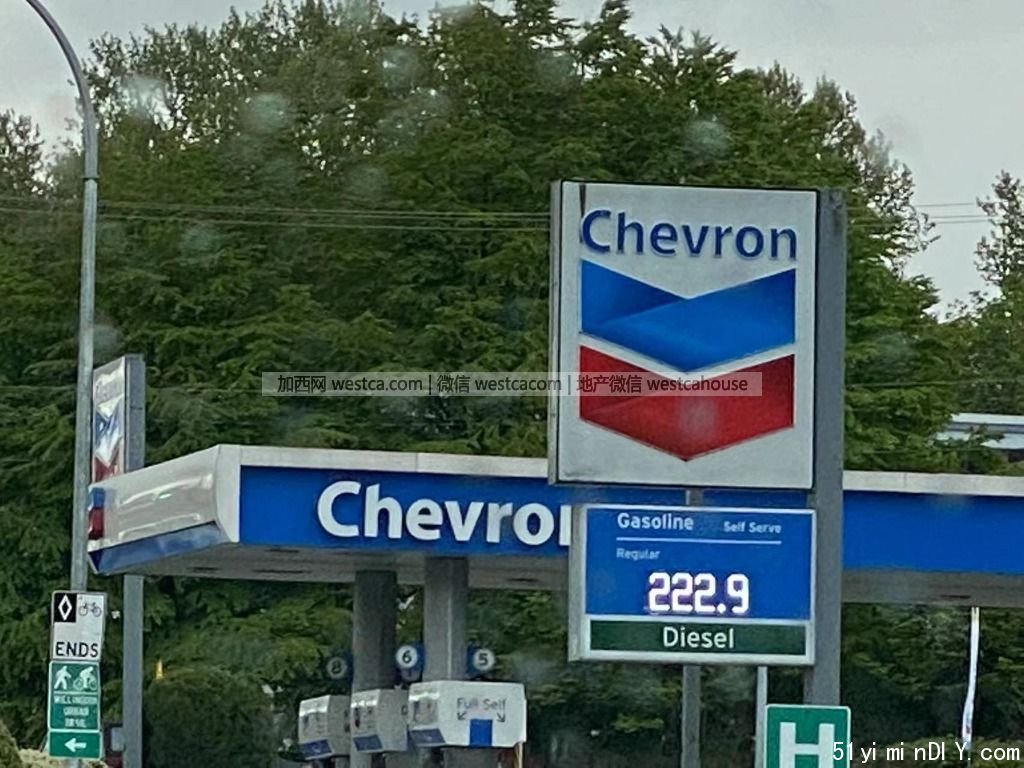 Chevron
加西网 westca.com | 微信 westcacom | 地产微信 westcahouse
Chevron
Chevro
Gasoline Self Serve
Regular
222.9
Diesel
ENDS
8
6
5
Full Self
H
51yiminDIY.com